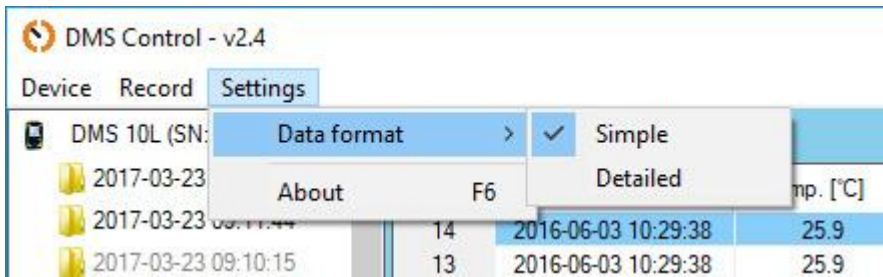 DMS Control - v2.4
Device Record Settings
DMS 10L (SN:
Data format
Simple
Detailed
About F6
2017-03-23
mp. [°C]
2017-03-23
14 2016-06-03 10:29:38 25.9
2017-03-23 09:10:15
13 2016-06-03 10:29:38 25.9